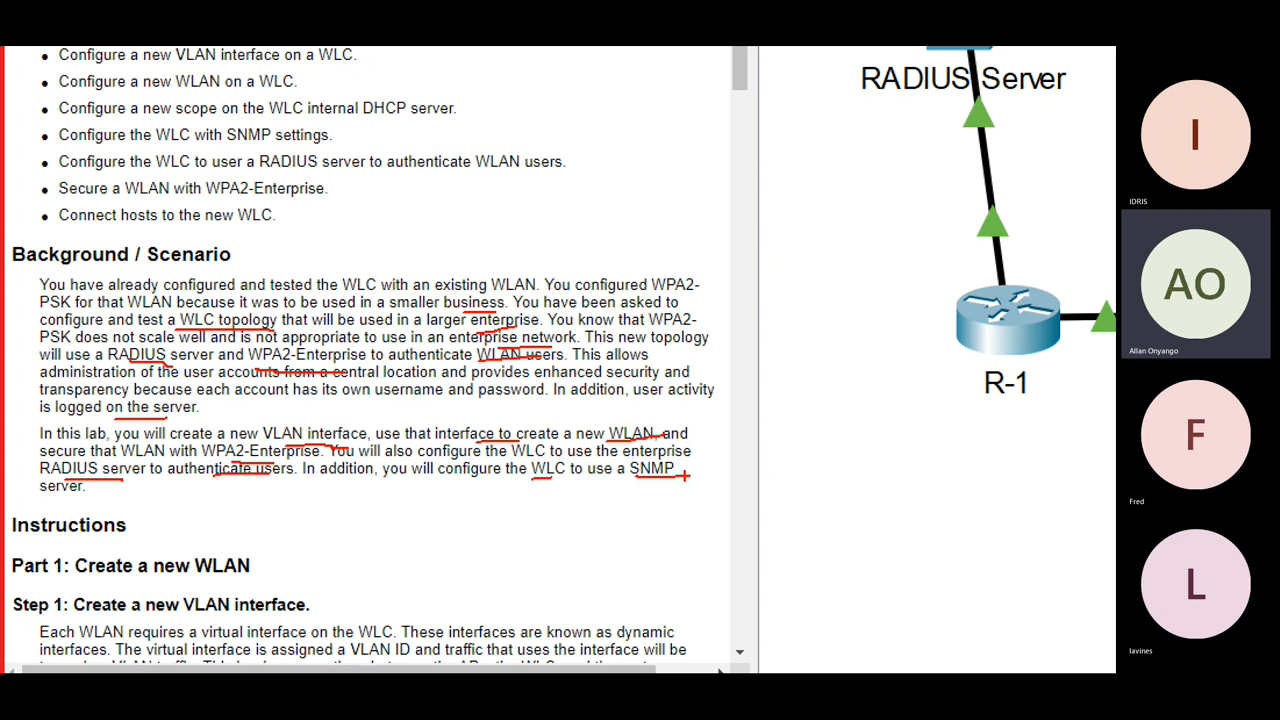 Configure a new VLAN interface on a WLC.
Configure a new WLAN on a WLC.
Configure a new scope on the WLC internal DHCP server.
Configure the WLC with SNMP settings.
Configure the WLC to user a RADIUS server to authenticate WLAN users.
Secure a WLAN with WPA2-Enterprise.
Connect hosts to the new WLC.
Background / Scenario
You have already configured and tested the WLC with an existing WLAN. You configured WPA2-
PSK for that WLAN because it was to be used in a smaller business. You have been asked to
configure and test a WLC topology that will be used in a larger enterprise. You know that WPA2-
PSK does not scale well and is not appropriate to use in an enterprise network. This new topology
will use a RADIUS server and WPA2-Enterprise to authenticate WLAN users. This allows
administration of the user accounts from a central location and provides enhanced security and
transparency because each account has its own username and password. In addition, user activity
is logged on the server.
In this lab, you will create a new VLAN interface, use that interface to create a new WLAN, and
secure that WLAN with WPA2-Enterprise. You will also configure the WLC to use the enterprise
RADIUS server to authenticate users. In addition, you will configure the WLC to use a SNMP
server.
Instructions
Part 1: Create a new WLAN
Step 1: Create a new VLAN interface.
Each WLAN requires a virtual interface on the WLC. These interfaces are known as dynamic
interfaces. The virtual interface is assigned a VLAN ID and traffic that uses the interface will be
RADIUS Server
R-1
I
IDRIS
AO
Allan Onyango
F
Fred
L
lavines